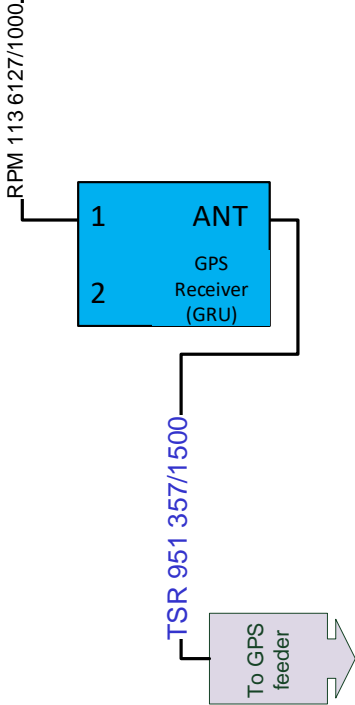 RPM 113 6127/1000
1 ANT
GPS
Receiver
(GRU)
2
TSR 951 357/1500
To GPS
feeder